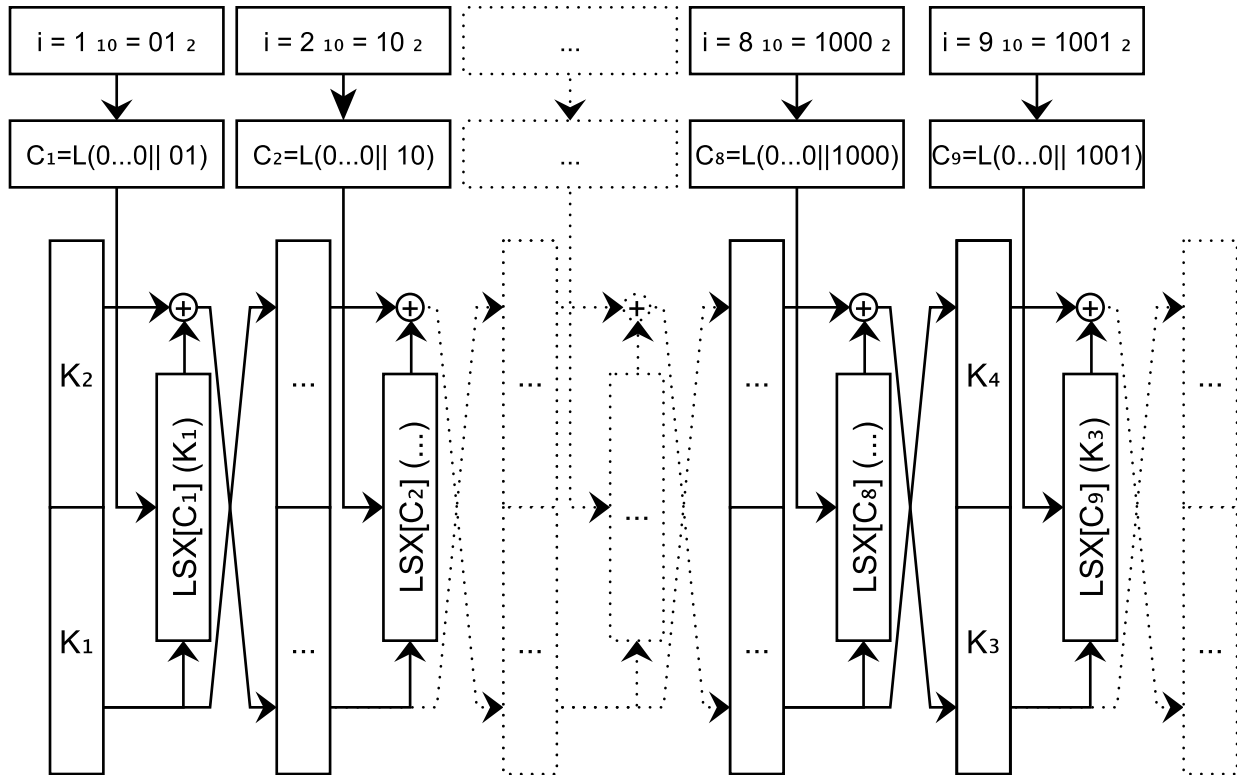 i = 1 ₁₀ = 01 ₂
i = 2 ₁₀ = 10 ₂
...
i = 8 ₁₀ = 1000 ₂
i = 9 ₁₀ = 1001 ₂
C₁=L(0...0|| 01)
C₂=L(0...0|| 10)
...
C₈=L(0...0||1000)
C₉=L(0...0|| 1001)
K₂
K₁
LSX[C₁] (K₁)
+
...
...
LSX[C₂] (...)
+
...
...
...
+
...
...
LSX[C₈] (...)
+
K₄
K₃
LSX[C₉] (K₃)
+
...
...